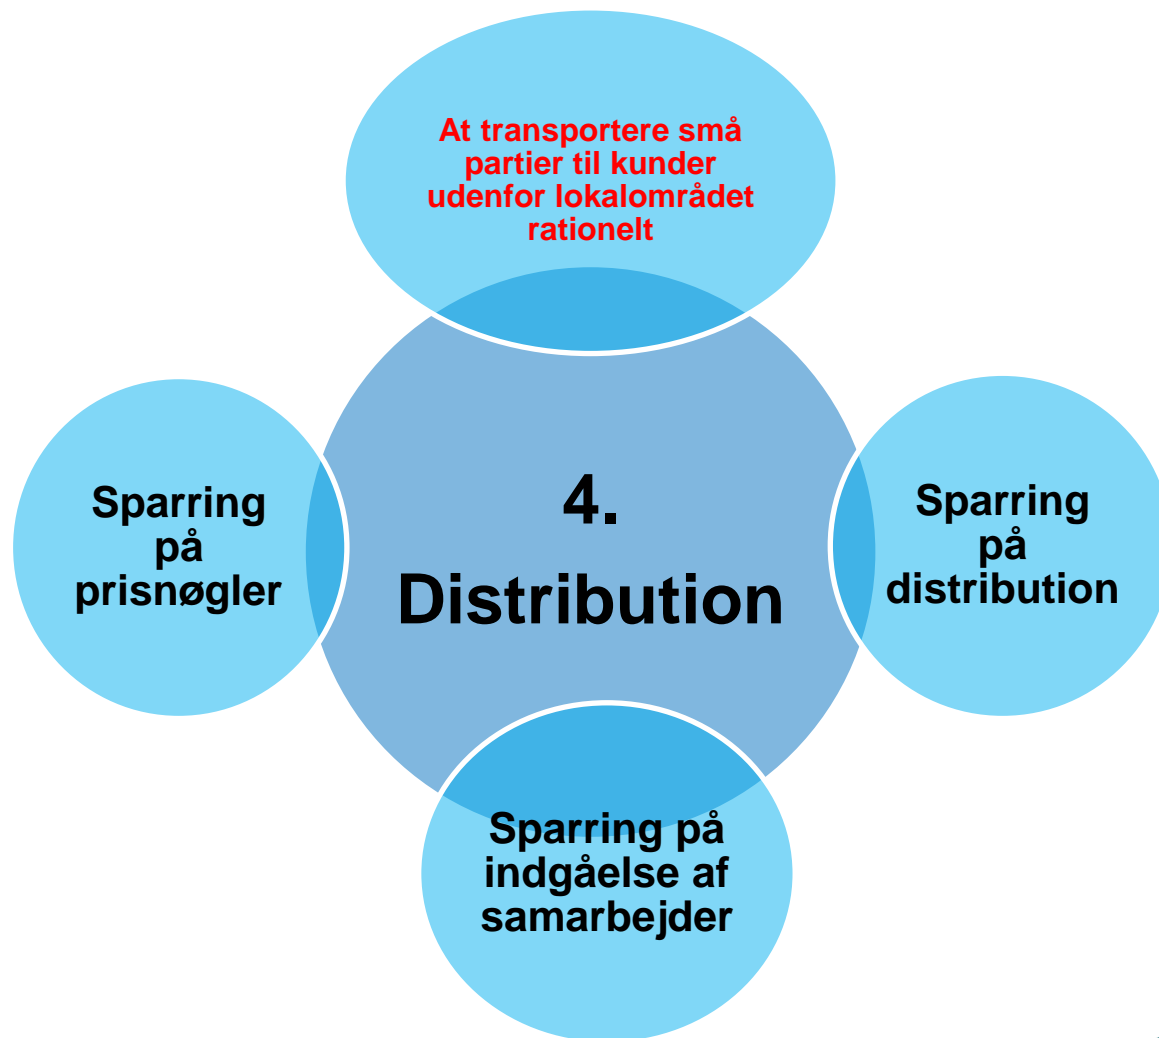 At transportere små
partier til kunder
udenfor lokalområdet
rationelt
Sparring
på
prisnøgler
4.
Distribution
Sparring
på
distribution
Sparring på
indgåelse af
samarbejder